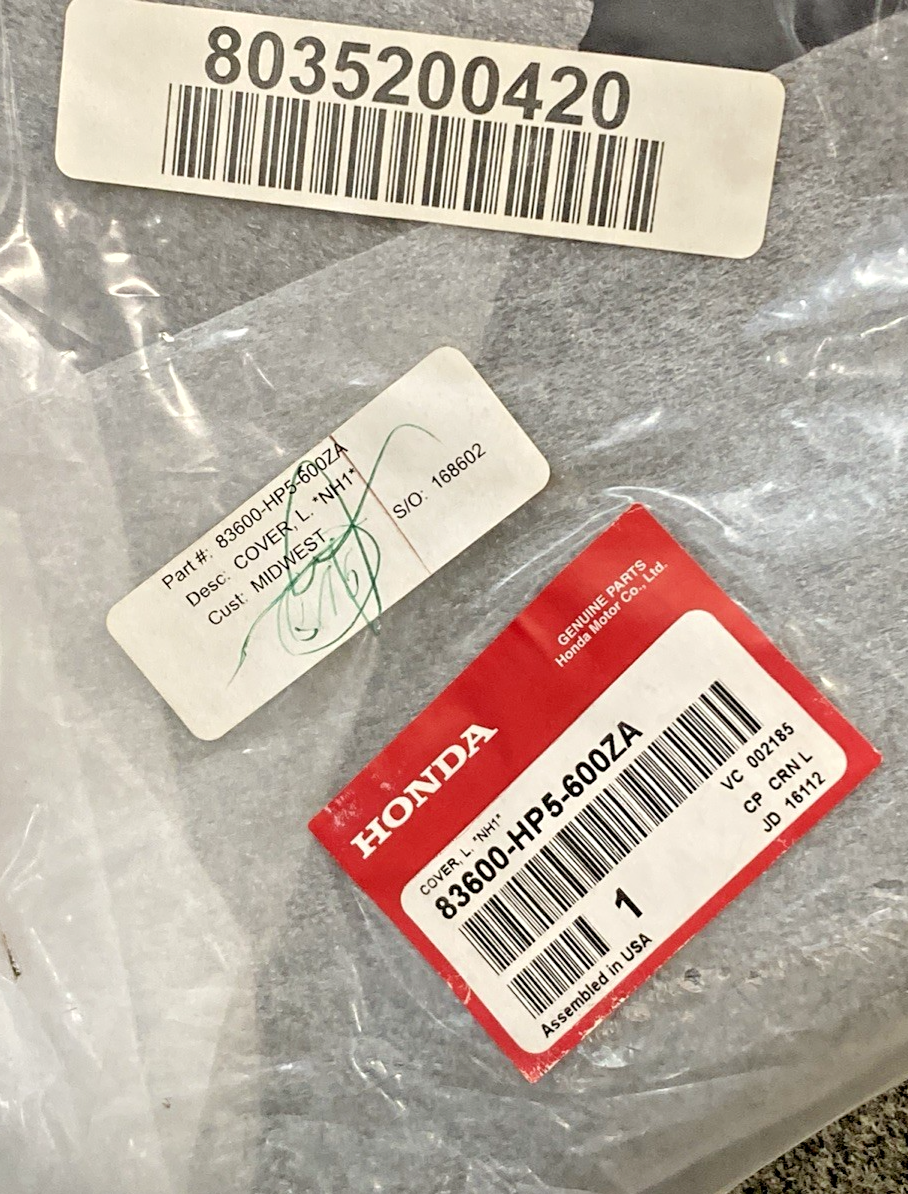 8035200420
Part #: 83600-HP5-600ZA
Desc: COVER, L. *NH1*
Cust: MIDWEST
S/O: 168602
GENUINE PARTS
Honda Motor Co., Ltd.
HONDA
COVER, L. *NH1*
83600-HP5-600ZA
VC 002185
CP CRN L
JD 16112
1
Assembled in USA